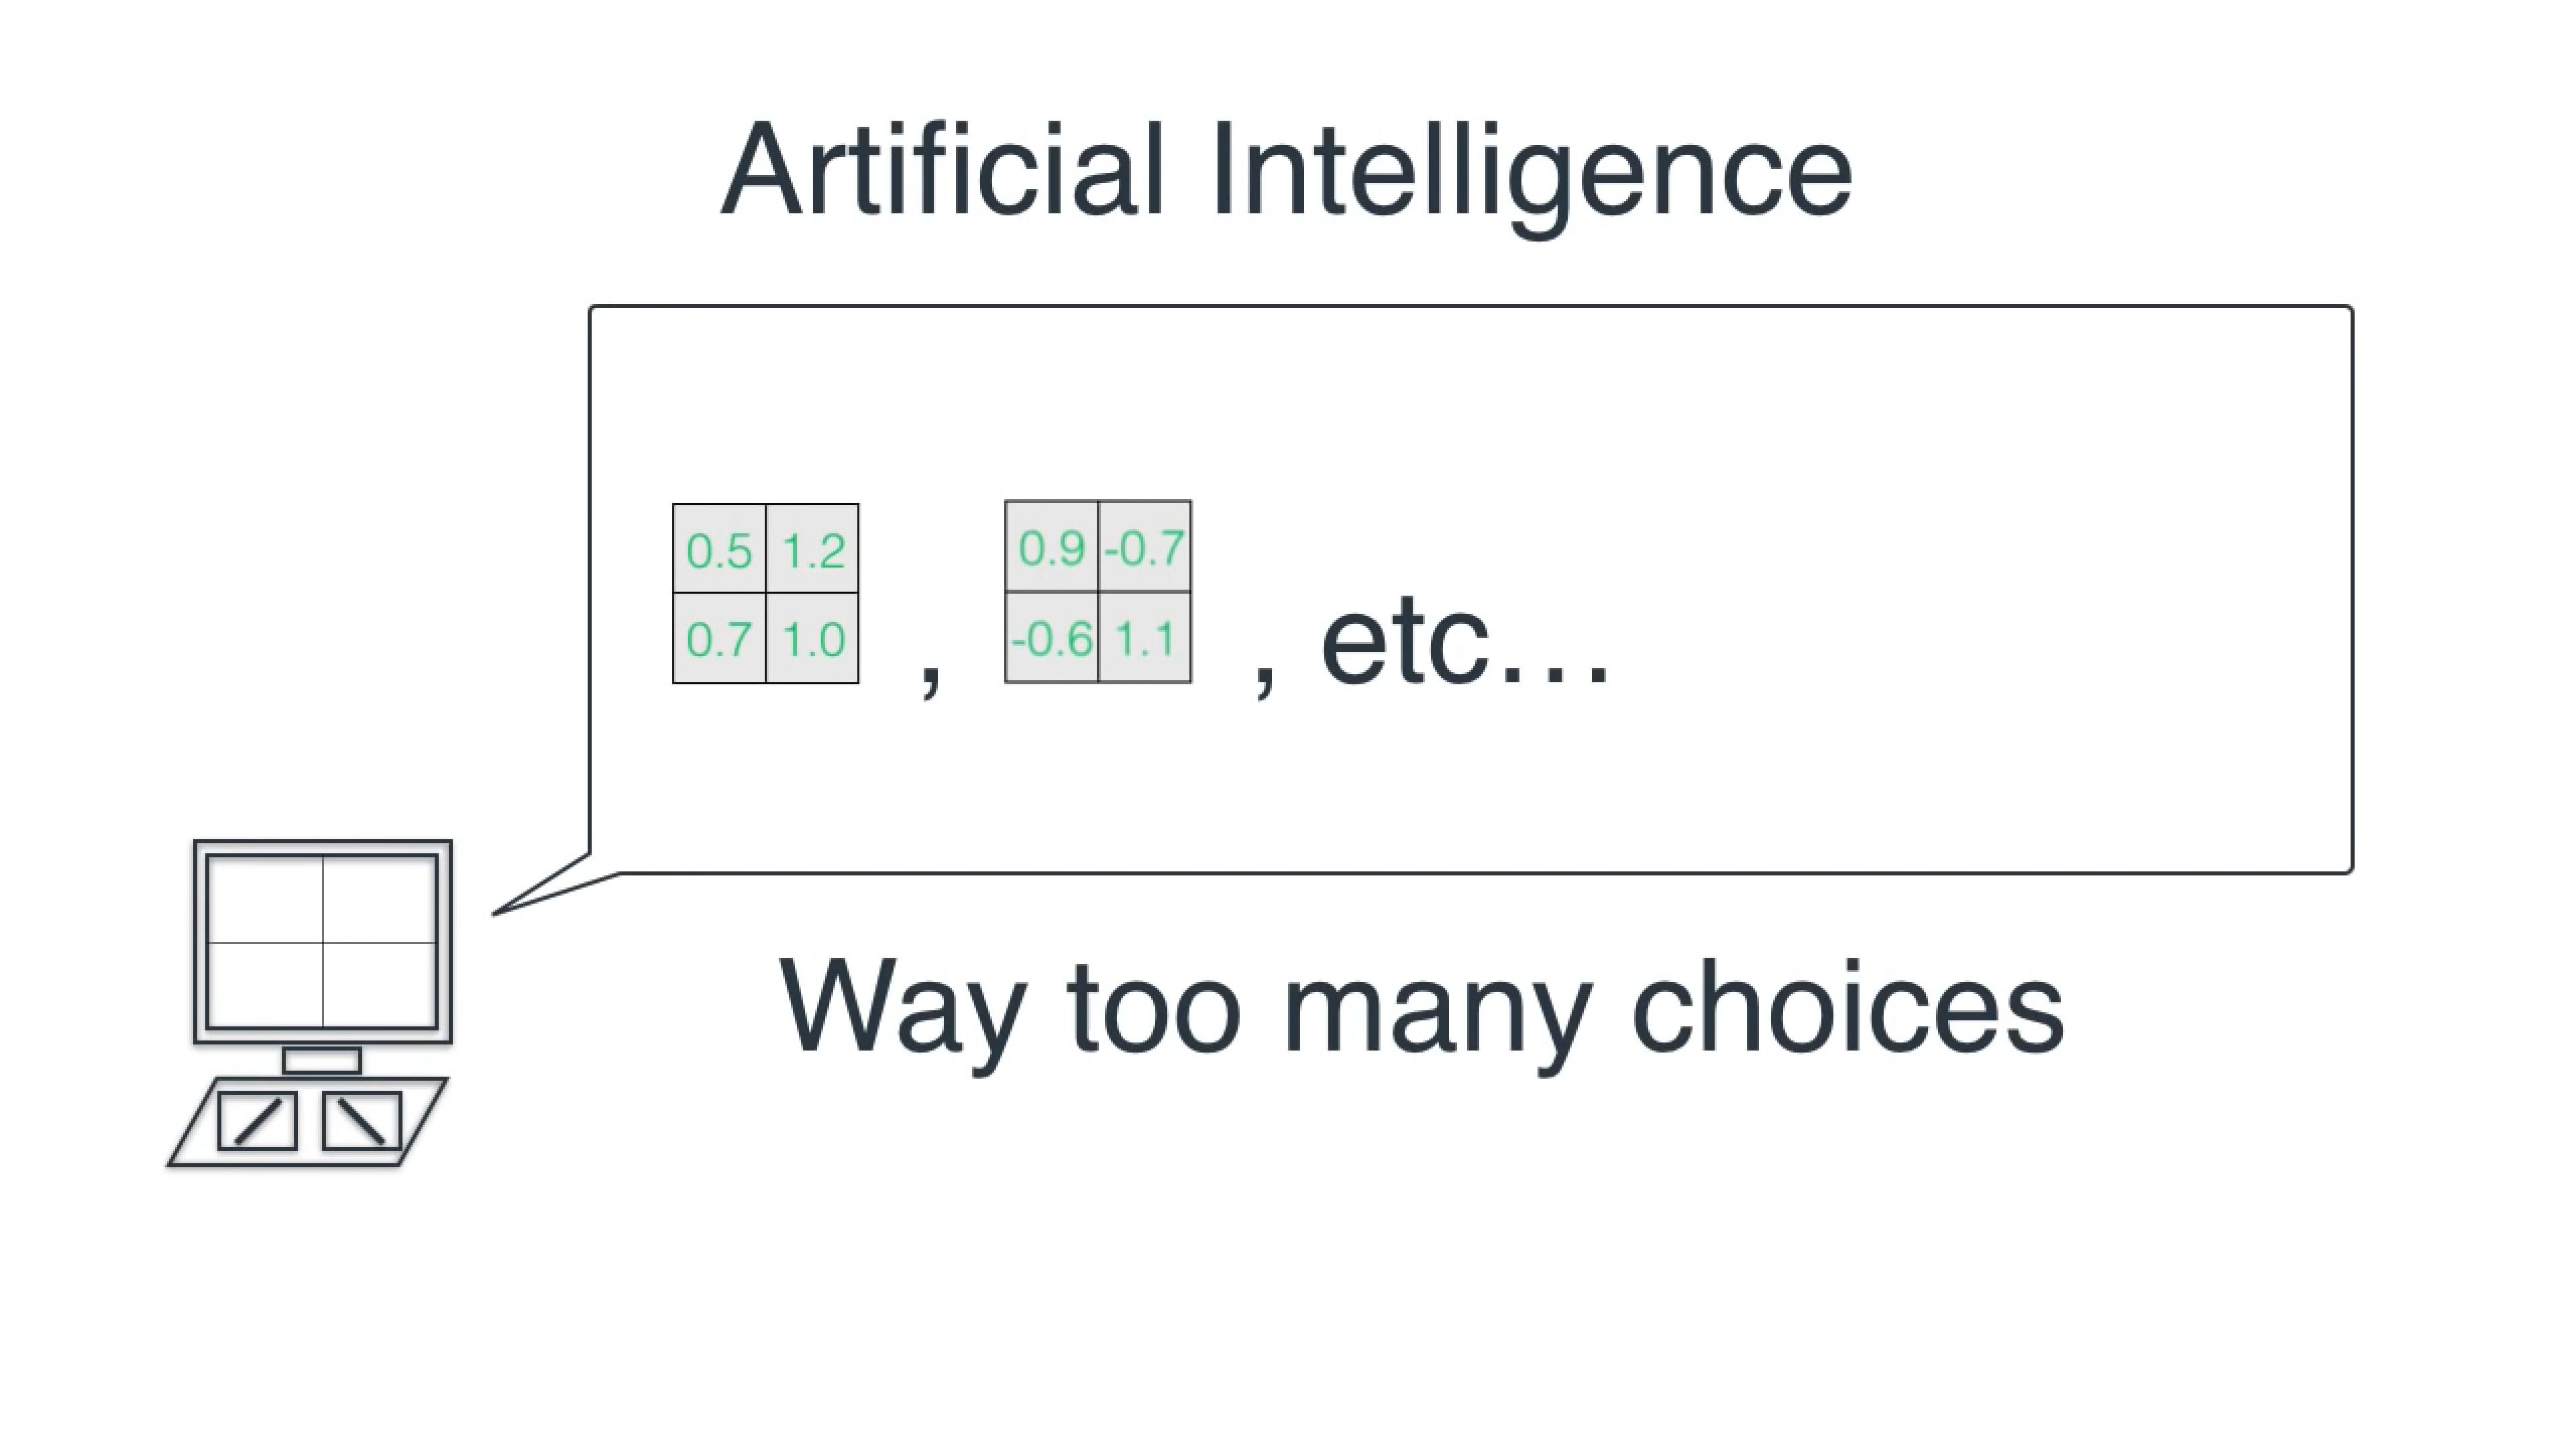 Artificial Intelligence
0.5 1.2 0.9 -0.7
0.7 1.0 , -0.6 1.1 , etc...
Way too many choices